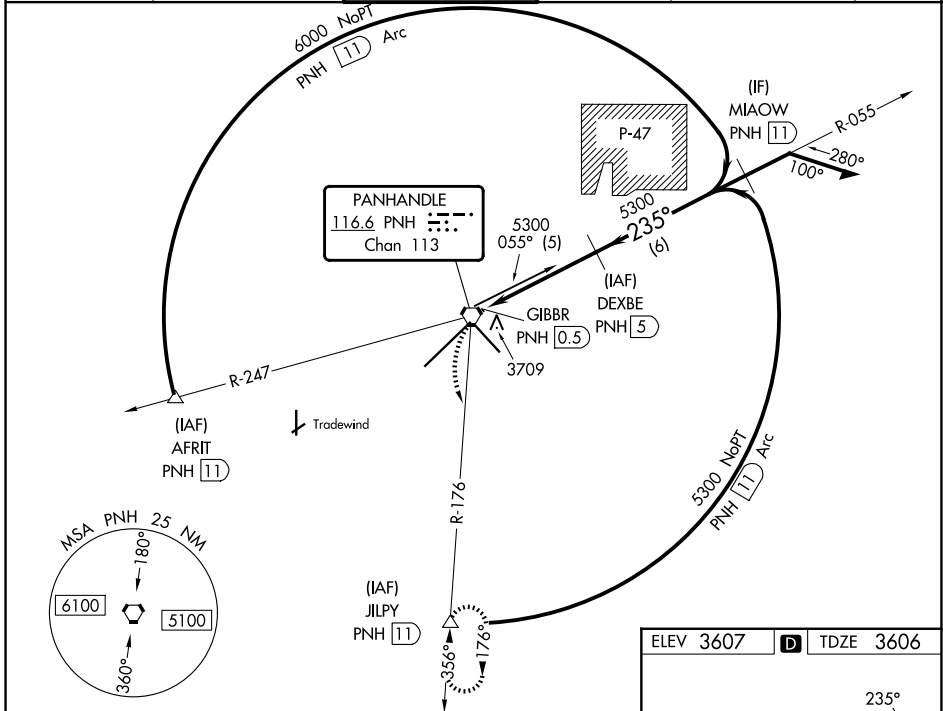 6000 NoPT
PNH 11 Arc
(IF)
MIAOW
PNH 11
R-055
P-47
280°
100°
PANHANDLE
116.6 PNH
Chan 113
5300
055° (5)
5300
235°
(6)
(IAF)
DEXBE
PNH 5
GIBBR
PNH 0.5
3709
R-247
(IAF)
AFRIT
PNH 11
Tradewind
R-176
5300 NoPT
PNH 11 Arc
MSA PNH 25 NM
180°
6100
5100
360°
(IAF)
JILPY
PNH 11
356°
176°
ELEV 3607 D TDZE 3606
235°